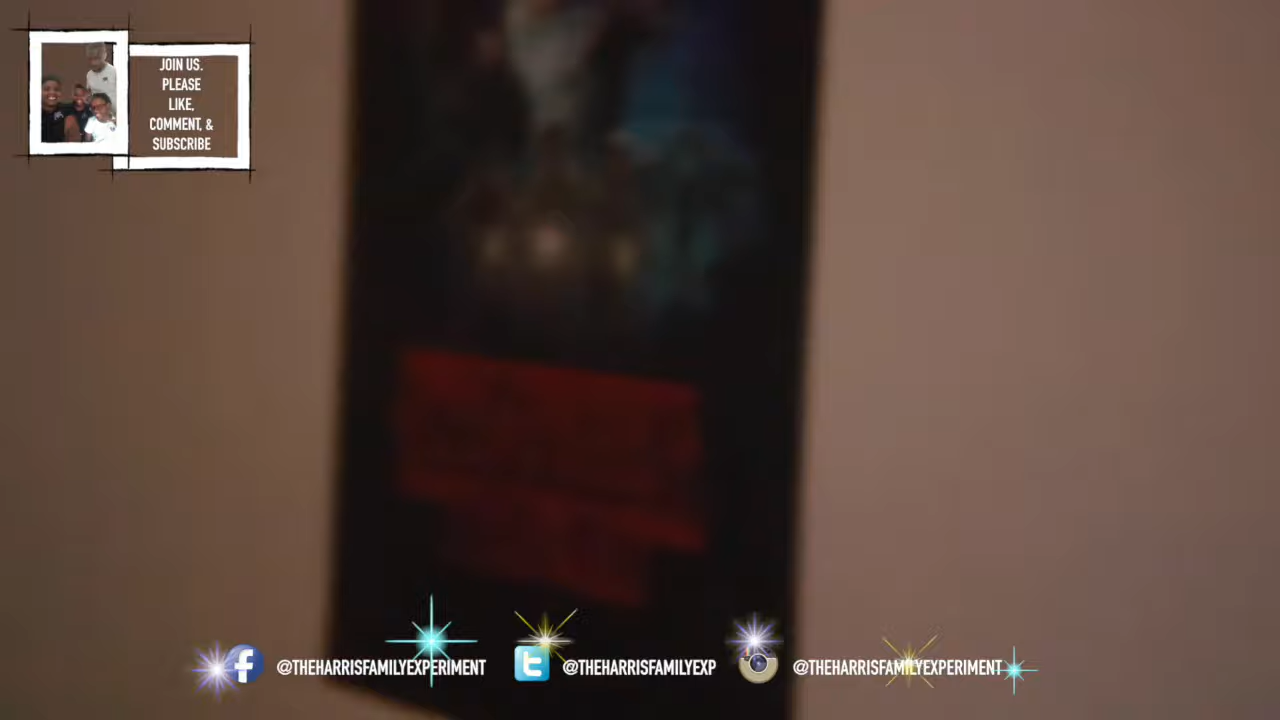 JOIN US.
PLEASE
LIKE,
COMMENT, &
SUBSCRIBE
@THEHARRISFAMILYEXPERIMENT
@THEHARRISFAMILYEXP
@THEHARRISFAMILYEXPERIMENT